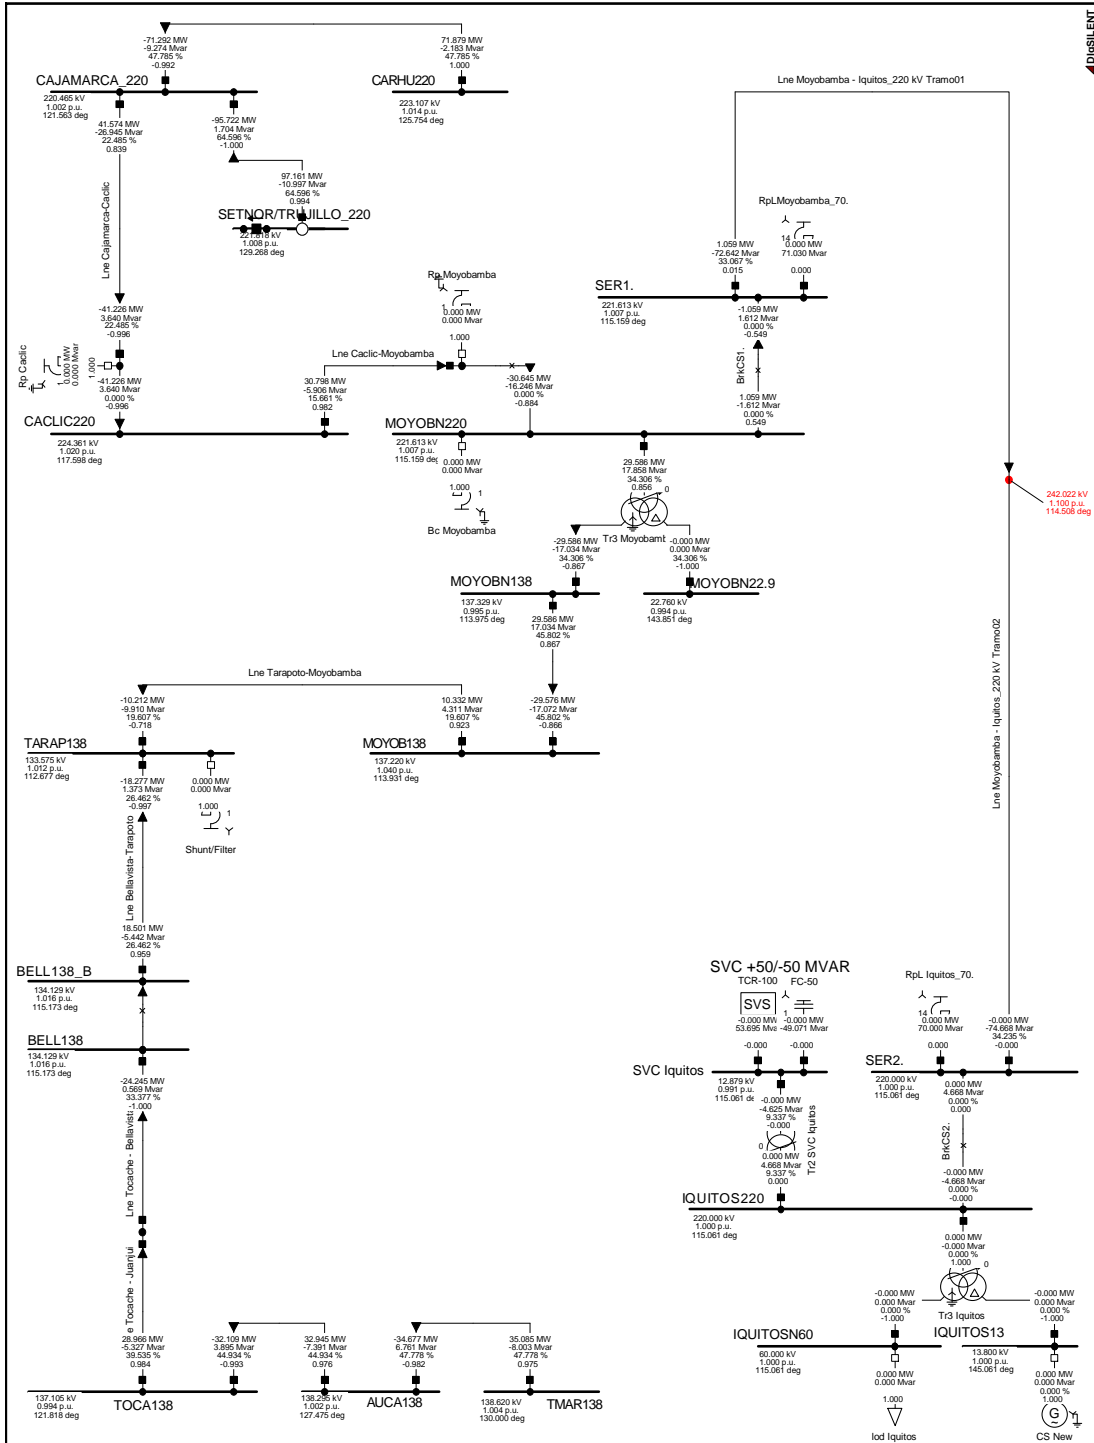 DIgSILENT
-71.292 MW
-9.274 Mvar
47.785 %
-0.992
71.879 MW
-2.183 Mvar
47.785 %
1.000
CAJAMARCA_220
CARHU220
220.465 kV
1.002 p.u.
121.563 deg
223.107 kV
1.014 p.u.
125.754 deg
41.574 MW
-26.945 Mvar
22.485 %
0.839
-95.722 MW
1.704 Mvar
64.596 %
-1.000
97.161 MW
-10.997 Mvar
64.596 %
0.994
SETNOR/TRUJILLO_220
221.818 kV
1.008 p.u.
129.268 deg
Lne Cajamarca-Caclic
Lne Moyobamba - Iquitos_220 kV Tramo01
RpLMoyobamba_70.
14
0.000 MW
71.030 Mvar
0.000
1.059 MW
-72.642 Mvar
33.067 %
0.015
SER1.
221.613 kV
1.007 p.u.
115.159 deg
-1.059 MW
1.612 Mvar
0.000 %
-0.549
BrkCS1.
1.059 MW
-1.612 Mvar
0.000 %
0.549
Rp Moyobamba
1
0.000 MW
0.000 Mvar
1.000
-41.226 MW
3.640 Mvar
22.485 %
-0.996
Rp Caclic
1
0.000 MW
0.000 Mvar
1.000
-41.226 MW
3.640 Mvar
0.000 %
-0.996
Lne Caclic-Moyobamba
30.798 MW
-5.906 Mvar
15.661 %
0.982
-30.645 MW
-16.246 Mvar
0.000 %
-0.884
CACLIC220
224.361 kV
1.020 p.u.
117.598 deg
MOYOBN220
221.613 kV
1.007 p.u.
115.159 deg
0.000 MW
0.000 Mvar
1.000
1
Bc Moyobamba
29.586 MW
17.858 Mvar
34.306 %
0.856
0
Tr3 Moyobamb
-29.586 MW
-17.034 Mvar
34.306 %
-0.867
-0.000 MW
0.000 Mvar
34.306 %
-1.000
242.022 kV
1.100 p.u.
114.508 deg
MOYOBN138
MOYOBN22.9
137.329 kV
0.995 p.u.
113.975 deg
22.760 kV
0.994 p.u.
143.851 deg
29.586 MW
17.034 Mvar
45.802 %
0.867
Lne Tarapoto-Moyobamba
-10.212 MW
-9.910 Mvar
19.607 %
-0.718
10.332 MW
4.311 Mvar
19.607 %
0.923
-29.576 MW
-17.072 Mvar
45.802 %
-0.866
Lne Moyobamba - Iquitos_220 kV Tramo02
TARAP138
MOYOB138
133.575 kV
1.012 p.u.
112.677 deg
137.220 kV
1.040 p.u.
113.931 deg
-18.277 MW
1.373 Mvar
26.462 %
-0.997
0.000 MW
0.000 Mvar
1.000
1
Shunt/Filter
Lne Bellavista-Tarapoto
18.501 MW
-5.442 Mvar
26.462 %
0.959
BELL138_B
134.129 kV
1.016 p.u.
115.173 deg
BELL138
134.129 kV
1.016 p.u.
115.173 deg
-24.245 MW
0.569 Mvar
33.377 %
-1.000
Lne Tocache - Bellavista
e Tocache - Juanjui
SVC +50/-50 MVAR
TCR-100
FC-50
SVS
1
-0.000 MW
53.695 Mva
-0.000
-0.000 MW
-49.071 Mvar
-0.000
RpL Iquitos_70.
14
0.000 MW
70.000 Mvar
0.000
-0.000 MW
-74.668 Mvar
34.235 %
-0.000
SVC Iquitos
SER2.
12.879 kV
0.991 p.u.
115.061 deg
220.000 kV
1.000 p.u.
115.061 deg
-0.000 MW
-4.625 Mvar
9.337 %
-0.000
0
Tr2 SVC Iquitos
0.000 MW
4.668 Mvar
9.337 %
0.000
0.000 MW
4.668 Mvar
0.000 %
0.000
BrkCS2.
-0.000 MW
-4.668 Mvar
0.000 %
-0.000
IQUITOS220
220.000 kV
1.000 p.u.
115.061 deg
0.000 MW
-0.000 Mvar
0.000 %
1.000
0
Tr3 Iquitos
-0.000 MW
0.000 Mvar
0.000 %
-1.000
-0.000 MW
0.000 Mvar
0.000 %
-1.000
IQUITOSN60
IQUITOS13
60.000 kV
1.000 p.u.
115.061 deg
13.800 kV
1.000 p.u.
145.061 deg
0.000 MW
0.000 Mvar
1.000
lod Iquitos
0.000 MW
0.000 Mvar
0.000 %
1.000
G
~
CS New
28.966 MW
-5.327 Mvar
39.535 %
0.984
-32.109 MW
3.895 Mvar
44.934 %
-0.993
32.945 MW
-7.391 Mvar
44.934 %
0.976
-34.677 MW
6.761 Mvar
47.778 %
-0.982
35.085 MW
-8.003 Mvar
47.778 %
0.975
137.105 kV
0.994 p.u.
121.818 deg
TOCA138
138.295 kV
1.002 p.u.
127.475 deg
AUCA138
138.620 kV
1.004 p.u.
130.000 deg
TMAR138